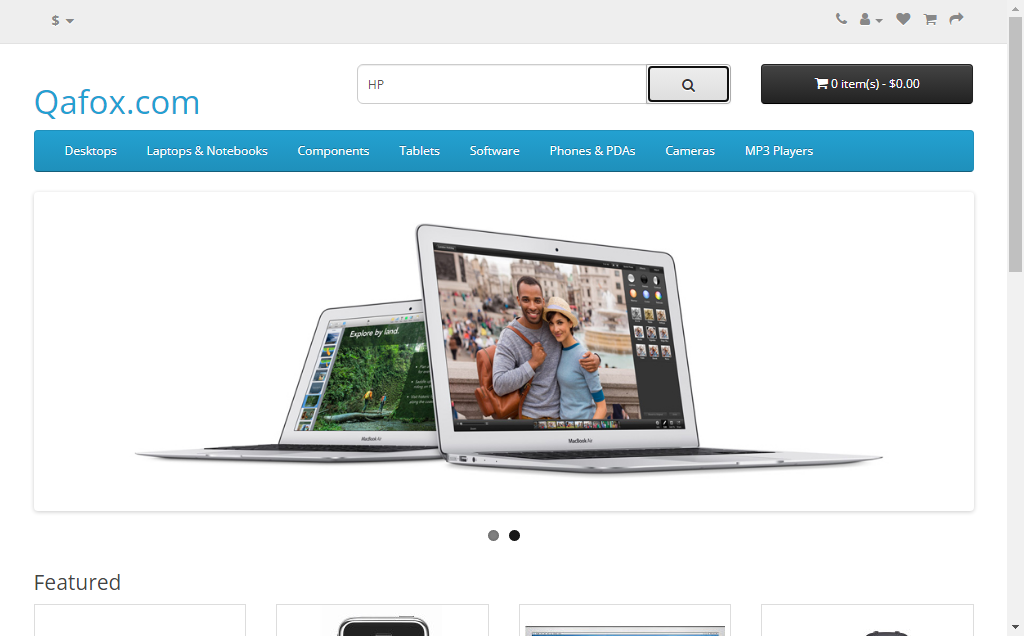 $
HP
0 item(s) - $0.00
Qafox.com
Desktops
Laptops & Notebooks
Components
Tablets
Software
Phones & PDAs
Cameras
MP3 Players
Explore by land.
MacBook Air
MacBook Air
Featured